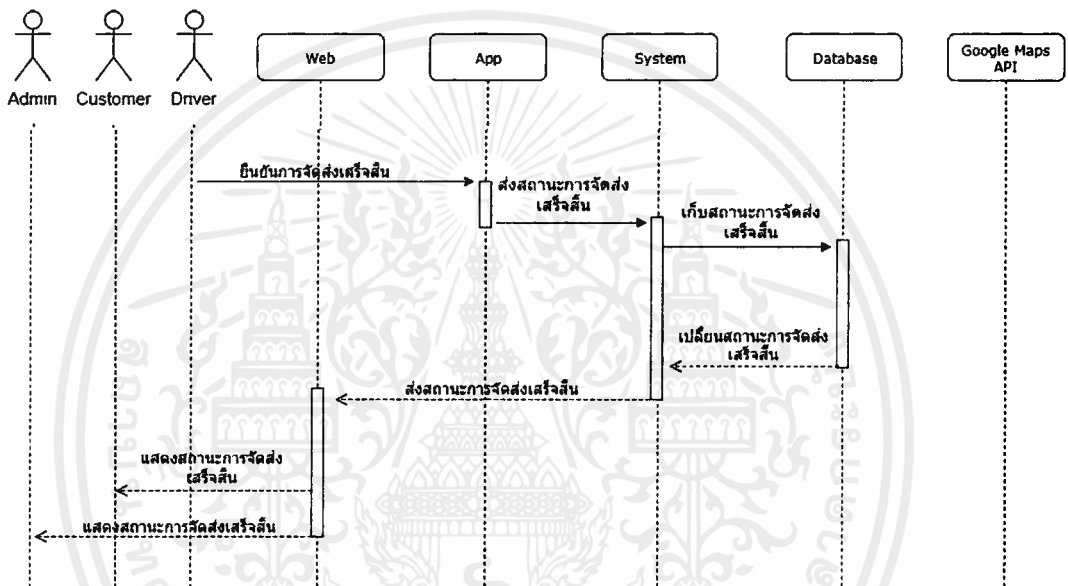 Admin
Customer
Driver
Web
App
System
Database
Google Maps
API
ยืนยันการจัดส่งเสร็จสิ้น
ส่งสถานะการจัดส่ง
เสร็จสิ้น
เก็บสถานะการจัดส่ง
เสร็จสิ้น
เปลี่ยนสถานะการจัดส่ง
เสร็จสิ้น
ส่งสถานะการจัดส่งเสร็จสิ้น
แสดงสถานะการจัดส่ง
เสร็จสิ้น
แสดงสถานะการจัดส่งเสร็จสิ้น